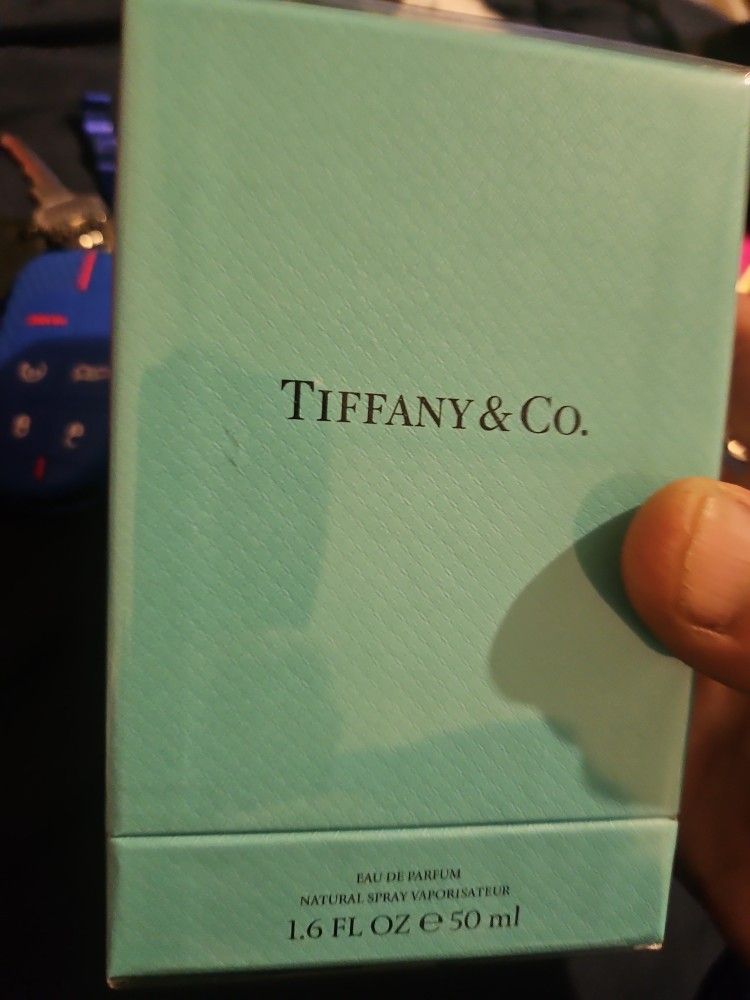 TIFFANY & CO.
EAU DE PARFUM
NATURAL SPRAY VAPORISATEUR
1.6 FL OZ ℮ 50 ml